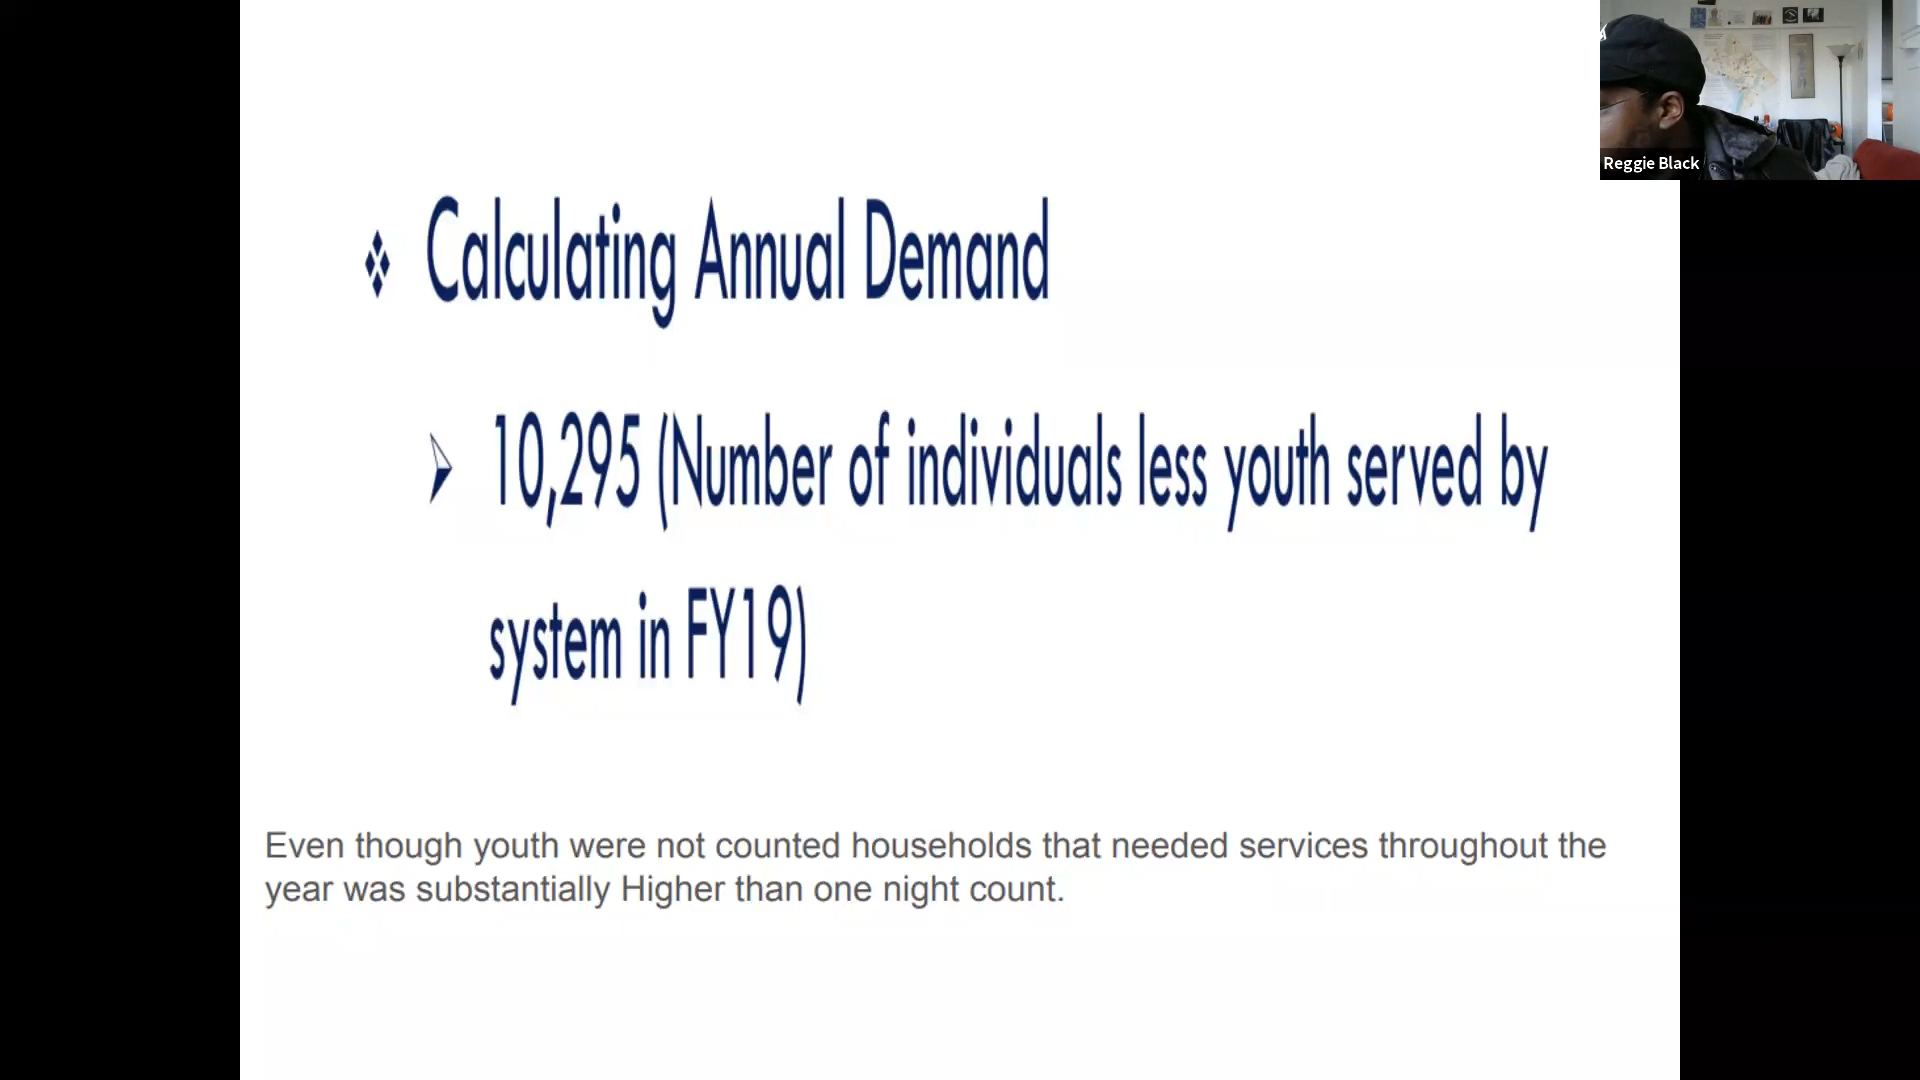 Reggie Black
Calculating Annual Demand
10,295 (Number of individuals less youth served by
system in FY19)
Even though youth were not counted households that needed services throughout the
year was substantially Higher than one night count.